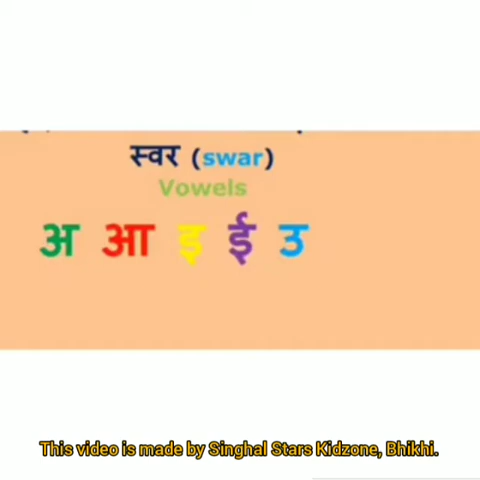 स्वर (swar)
Vowels
अ आ इ ई उ
This video is made by Singhal Stars Kidzone, Bhikhi.